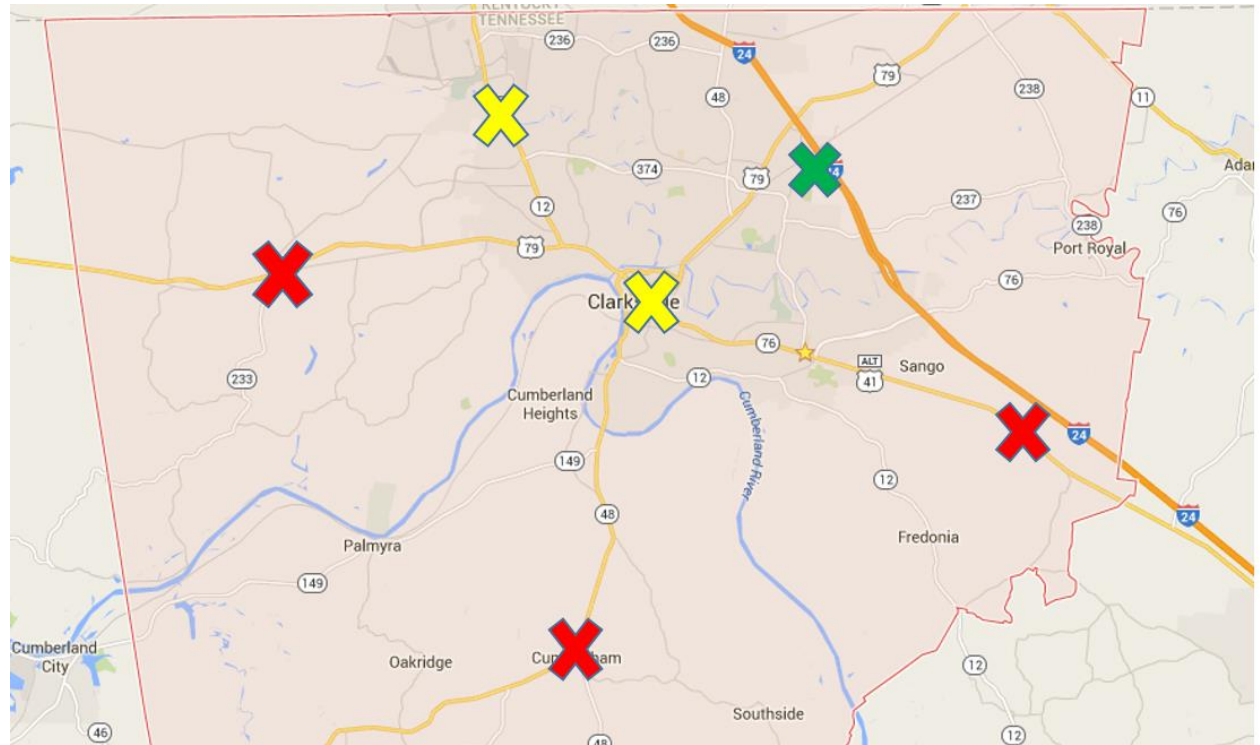 KENTUCKY
TENNESSEE
236
236
24
79
48
238
11
Adar
374
79
24
12
237
76
238
Port Royal
79
76
Clarksville
76
ALT
41
Sango
233
12
Cumberland
Heights
Cumberland River
24
149
12
48
24
Palmyra
Fredonia
149
Cumberland
City
Oakridge
Cunningham
12
Southside
46
48
12